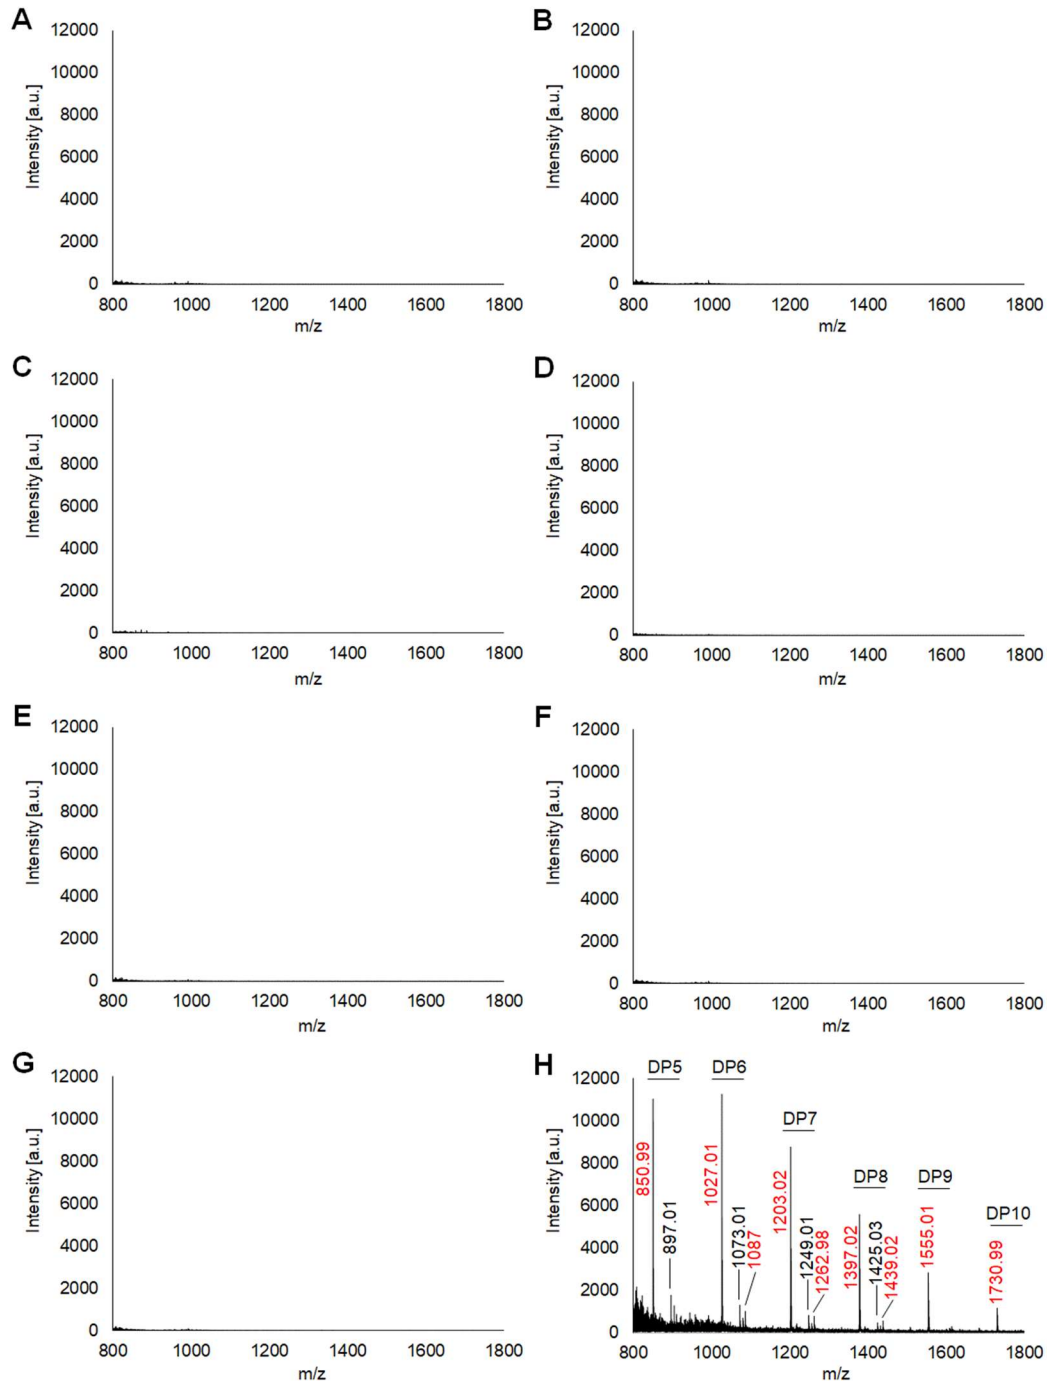 A
12000
10000
8000
6000
4000
2000
0
Intensity [a.u.]
800 1000 1200 1400 1600 1800
m/z
B
12000
10000
8000
6000
4000
2000
0
Intensity [a.u.]
800 1000 1200 1400 1600 1800
m/z
C
12000
10000
8000
6000
4000
2000
0
Intensity [a.u.]
800 1000 1200 1400 1600 1800
m/z
D
12000
10000
8000
6000
4000
2000
0
Intensity [a.u.]
800 1000 1200 1400 1600 1800
m/z
E
12000
10000
8000
6000
4000
2000
0
Intensity [a.u.]
800 1000 1200 1400 1600 1800
m/z
F
12000
10000
8000
6000
4000
2000
0
Intensity [a.u.]
800 1000 1200 1400 1600 1800
m/z
G
12000
10000
8000
6000
4000
2000
0
Intensity [a.u.]
800 1000 1200 1400 1600 1800
m/z
H
12000
10000
8000
6000
4000
2000
0
Intensity [a.u.]
DP5
DP6
DP7
DP8
DP9
DP10
850.99
897.01
1027.01
1073.01
1087
1203.02
1249.01
1262.98
1397.02
1425.03
1439.02
1555.01
1730.99
800 1000 1200 1400 1600 1800
m/z